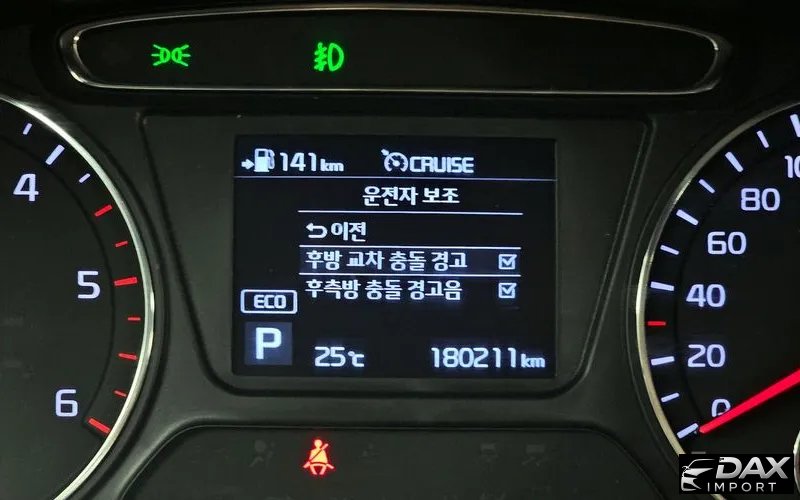 141km CRUISE
운전자 보조
이전
후방 교차 충돌 경고
후측방 충돌 경고음
ECO
P
25℃ 180211km
4
5
6
80
60
40
20
0
DAX
IMPORT